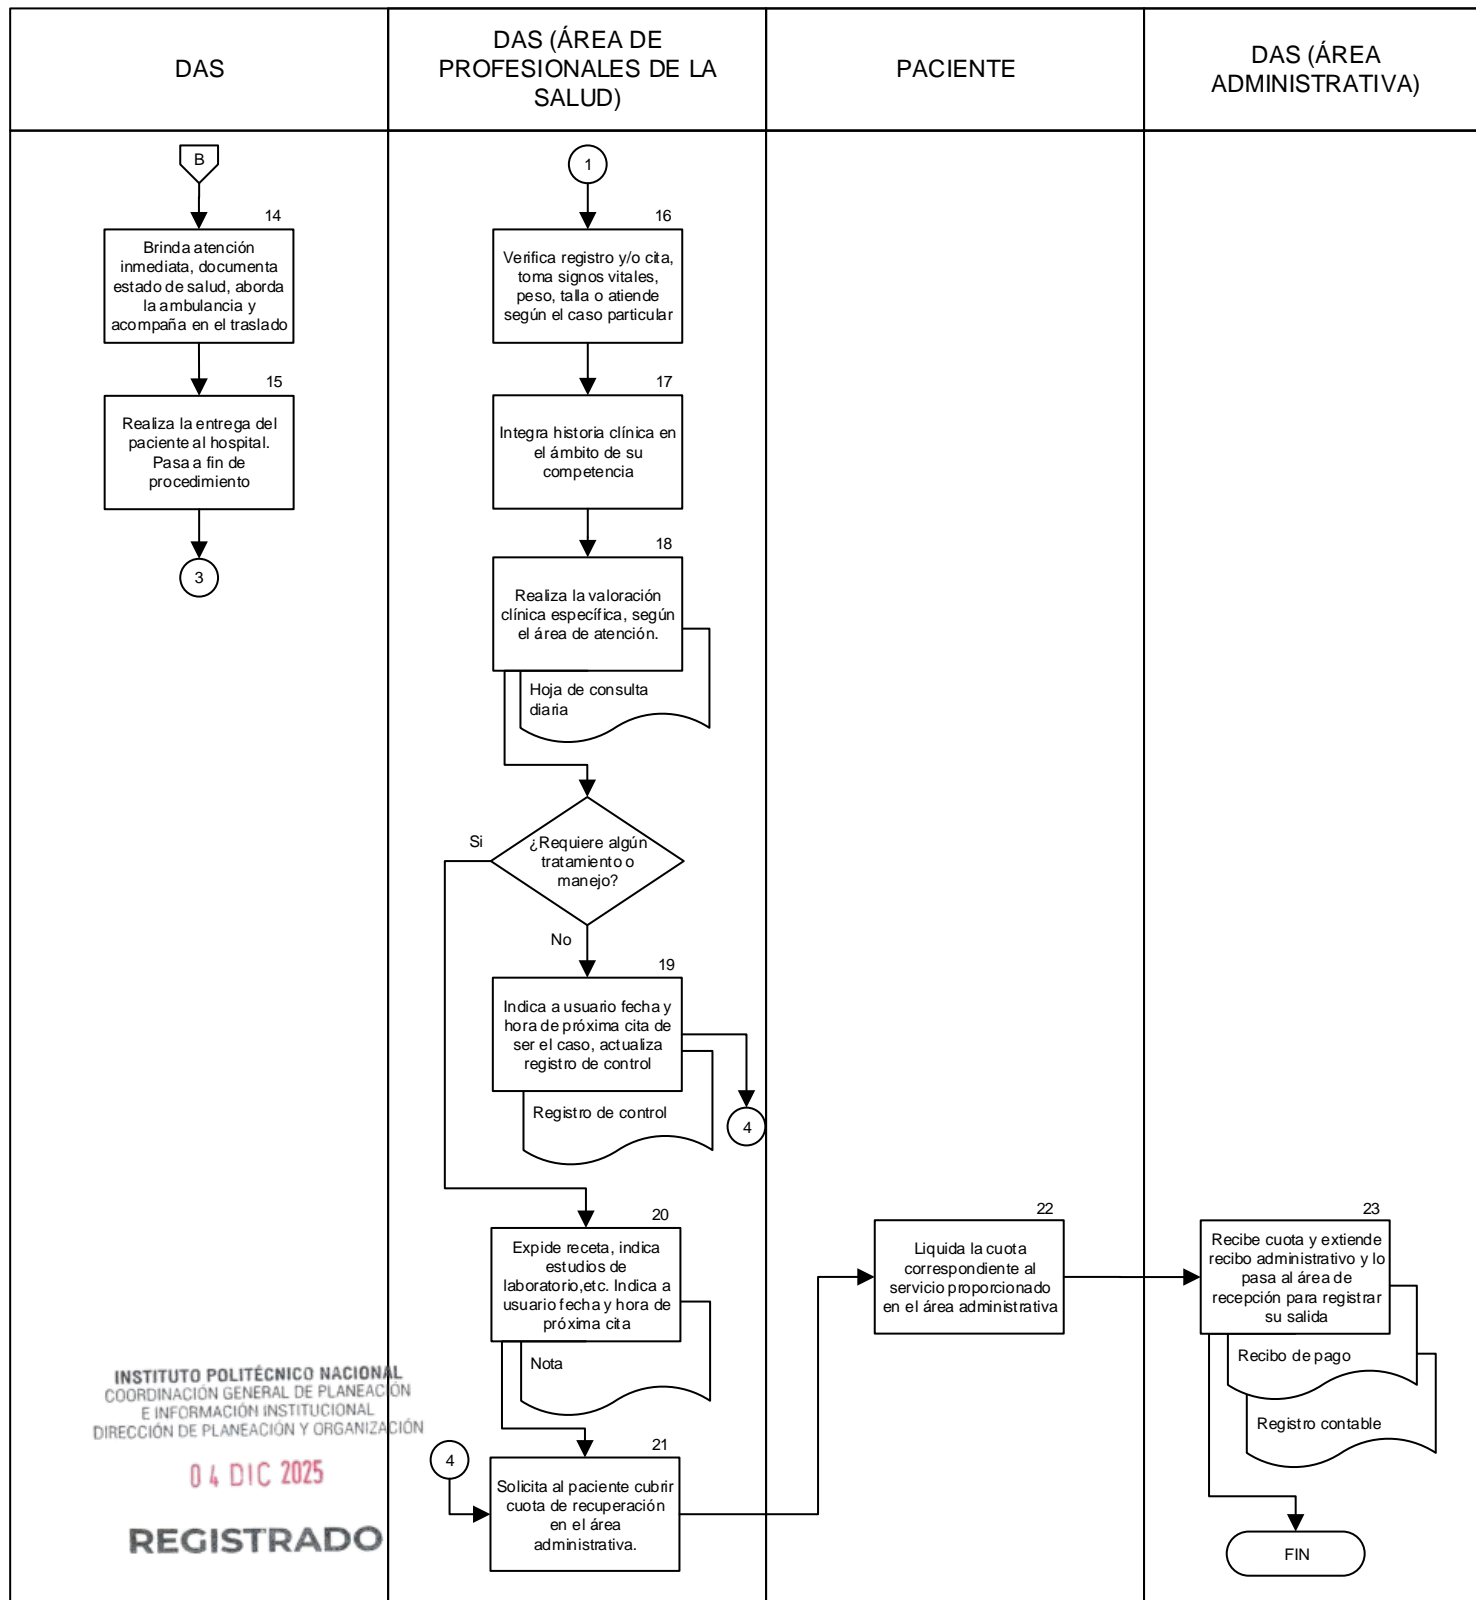 DAS
DAS (ÁREA DE
PROFESIONALES DE LA
SALUD)
PACIENTE
DAS (ÁREA
ADMINISTRATIVA)
B
14
Brinda atención
inmediata, documenta
estado de salud, aborda
la ambulancia y
acompaña en el traslado
15
Realiza la entrega del
paciente al hospital.
Pasa a fin de
procedimiento
3
1
16
Verifica registro y/o cita,
toma signos vitales,
peso, talla o atiende
según el caso particular
17
Integra historia clínica en
el ámbito de su
competencia
18
Realiza la valoración
clínica específica, según
el área de atención.
Hoja de consulta
diaria
¿Requiere algún
tratamiento o
manejo?
Si
No
19
Indica a usuario fecha y
hora de próxima cita de
ser el caso, actualiza
registro de control
Registro de control
4
20
Expide receta, indica
estudios de
laboratorio,etc. Indica a
usuario fecha y hora de
próxima cita
Nota
4
21
Solicita al paciente cubrir
cuota de recuperación
en el área
administrativa.
22
Liquida la cuota
correspondiente al
servicio proporcionado
en el área administrativa
23
Recibe cuota y extiende
recibo administrativo y lo
pasa al área de
recepción para registrar
su salida
Recibo de pago
Registro contable
FIN
INSTITUTO POLITÉCNICO NACIONAL
COORDINACIÓN GENERAL DE PLANEACIÓN
E INFORMACIÓN INSTITUCIONAL
DIRECCIÓN DE PLANEACIÓN Y ORGANIZACIÓN
04 DIC 2025
REGISTRADO